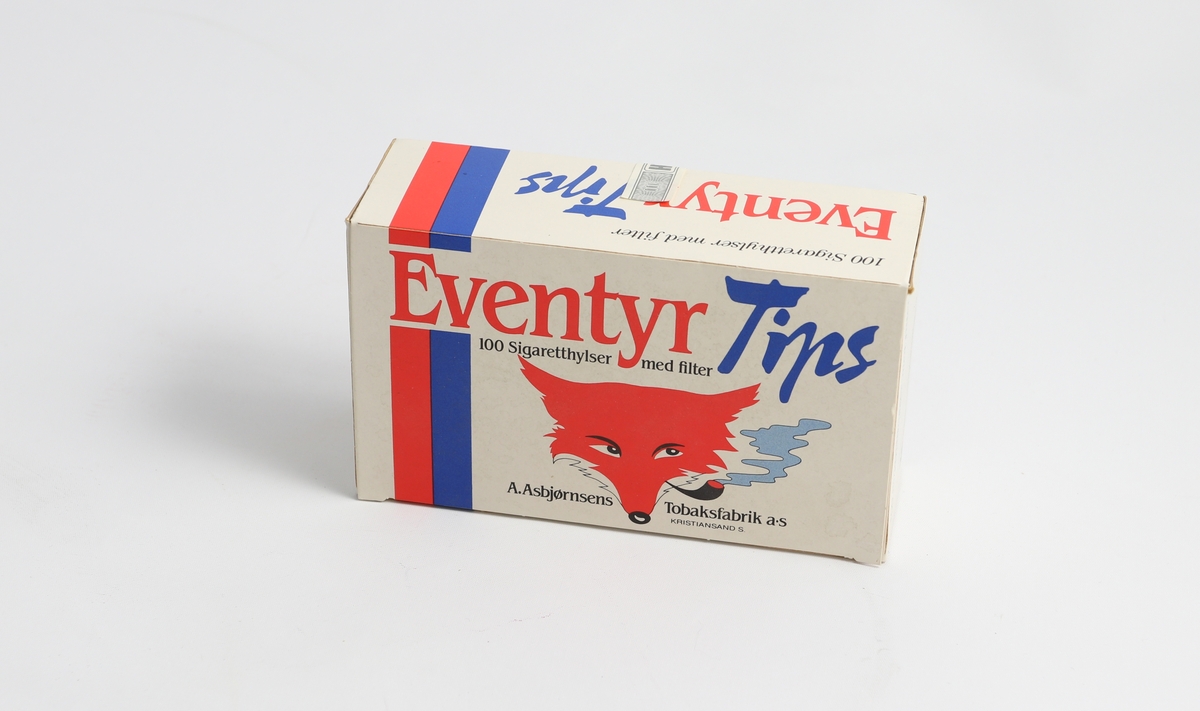 Eventyr Tips
100 Sigaretthylser med filter
Eventyr Tips
100 Sigaretthylser med filter
A. Asbjørnsens Tobaksfabrik a·s
KRISTIANSAND S.